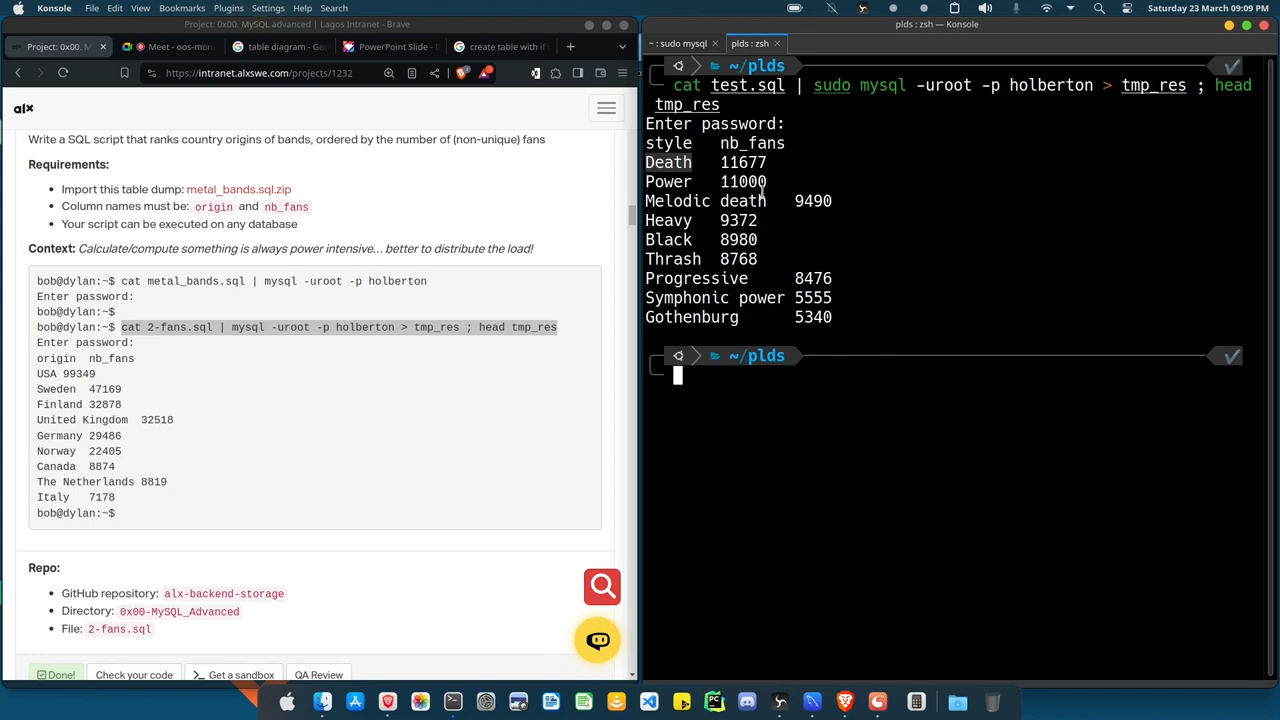 Konsole File Edit View Bookmarks Plugins Settings Help Saturday 23 March 09:09 PM
Project: 0x00. MySQL advanced | Lagos Intranet - Brave
Project: 0x00. M
Meet - oos-mom
table diagram - Goo
PowerPoint Slide -
create table with if
https://intranet.alxswe.com/projects/1232
alx
Write a SQL script that ranks country origins of bands, ordered by the number of (non-unique) fans
Requirements:
Import this table dump: metal_bands.sql.zip
Column names must be: origin and nb_fans
Your script can be executed on any database
Context: Calculate/compute something is always power intensive… better to distribute the load!
bob@dylan:~$ cat metal_bands.sql | mysql -uroot -p holberton
Enter password:
bob@dylan:~$
bob@dylan:~$ cat 2-fans.sql | mysql -uroot -p holberton > tmp_res ; head tmp_res
Enter password:
origin nb_fans
USA 99349
Sweden 47169
Finland 32878
United Kingdom 32518
Germany 29486
Norway 22405
Canada 8874
The Netherlands 8819
Italy 7178
bob@dylan:~$
Repo:
GitHub repository: alx-backend-storage
Directory: 0x00-MySQL_Advanced
File: 2-fans.sql
Done! Check your code Get a sandbox QA Review
plds : zsh — Konsole
~ : sudo mysql
plds : zsh
~/plds
cat test.sql | sudo mysql -uroot -p holberton > tmp_res ; head
tmp_res
Enter password:
style nb_fans
Death 11677
Power 11000
Melodic death 9490
Heavy 9372
Black 8980
Thrash 8768
Progressive 8476
Symphonic power 5555
Gothenburg 5340
~/plds